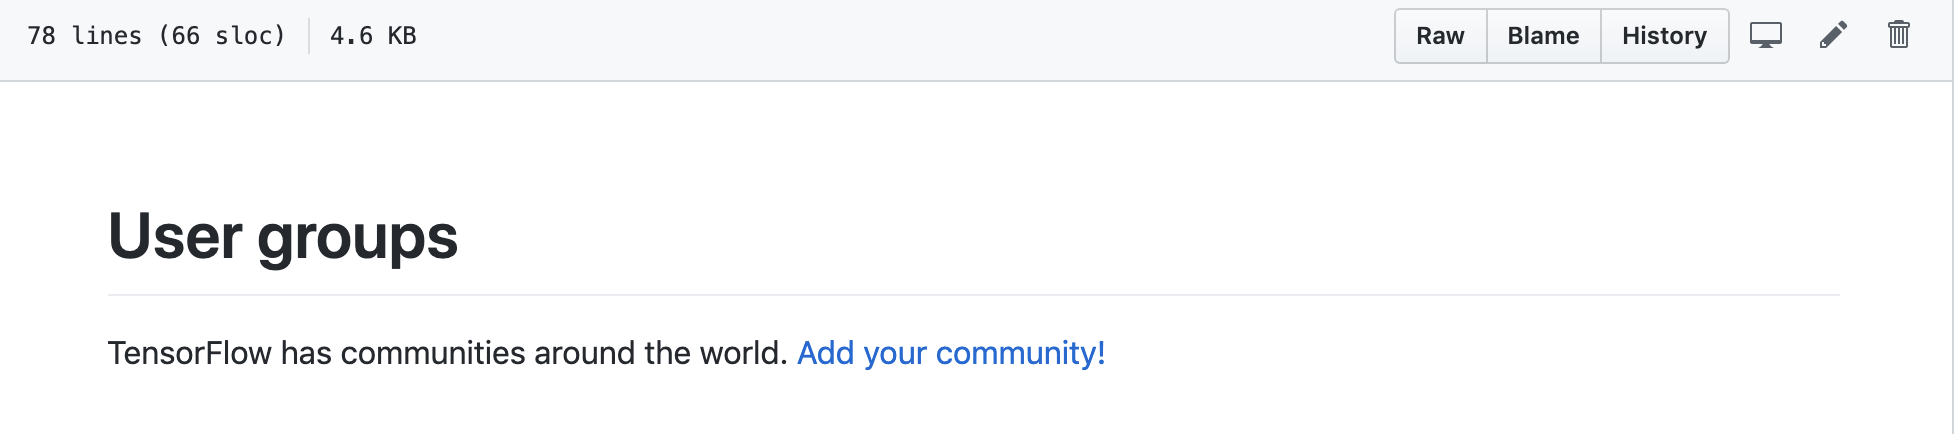 78 lines (66 sloc) 4.6 KB Raw Blame History
User groups
TensorFlow has communities around the world. Add your community!